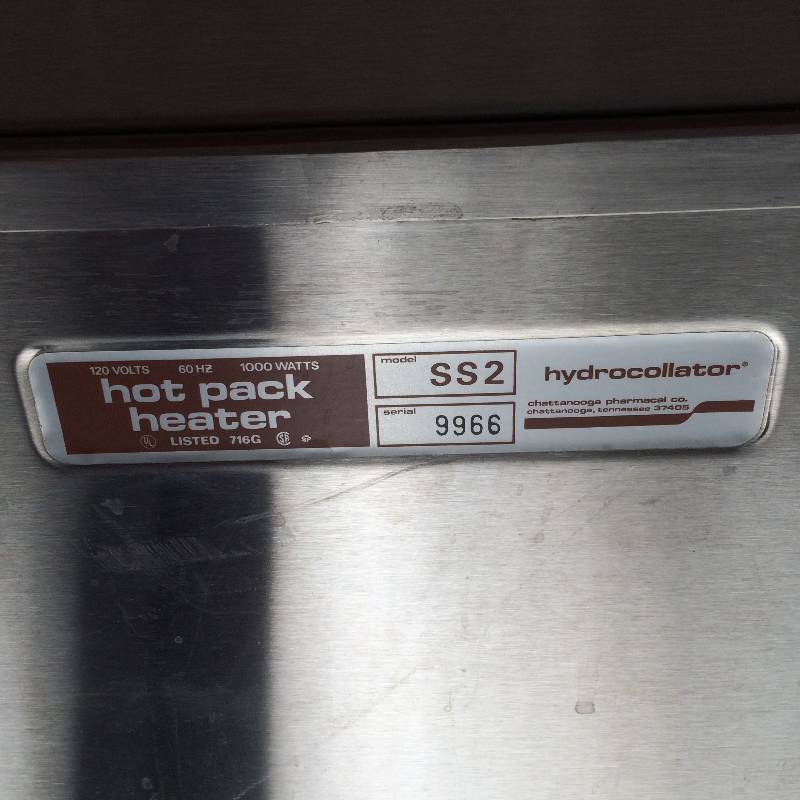 120 VOLTS 60 HZ 1000 WATTS
hot pack
heater
UL LISTED 716G
model SS2
serial 9966
hydrocollator®
chattanooga pharmacal co.
chattanooga, tennessee 37405